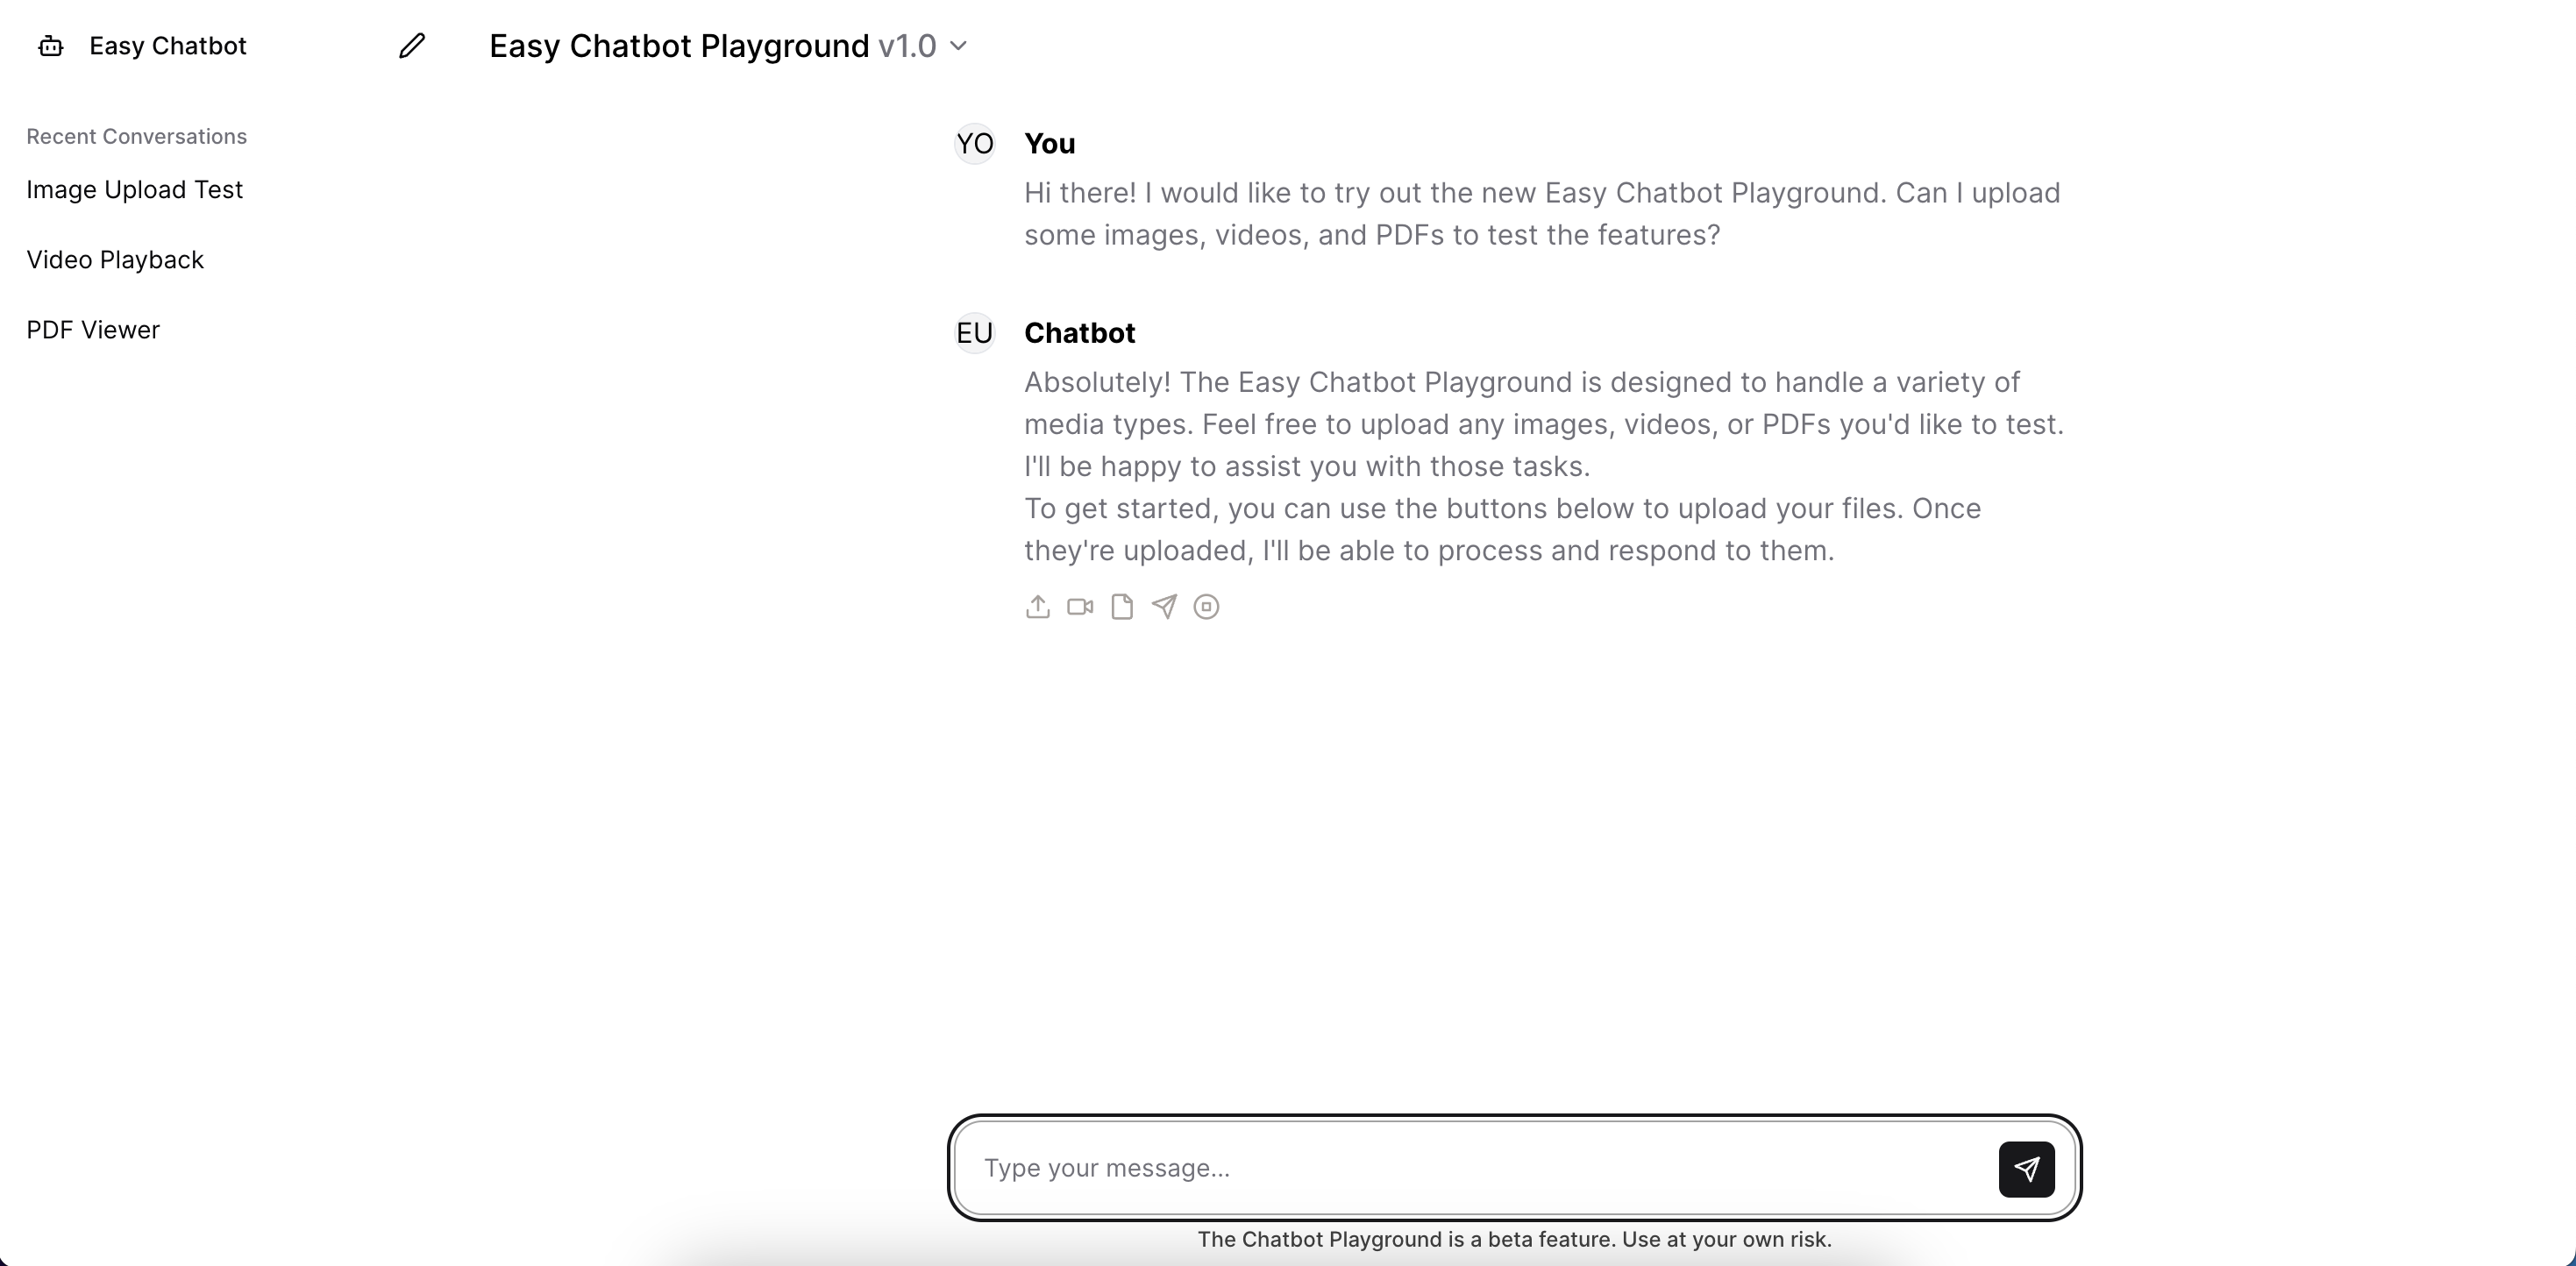 Easy Chatbot
Easy Chatbot Playground v1.0
Recent Conversations
Image Upload Test
Video Playback
PDF Viewer
YO
You
Hi there! I would like to try out the new Easy Chatbot Playground. Can I upload
some images, videos, and PDFs to test the features?
EU
Chatbot
Absolutely! The Easy Chatbot Playground is designed to handle a variety of
media types. Feel free to upload any images, videos, or PDFs you'd like to test.
I'll be happy to assist you with those tasks.
To get started, you can use the buttons below to upload your files. Once
they're uploaded, I'll be able to process and respond to them.
Type your message...
The Chatbot Playground is a beta feature. Use at your own risk.